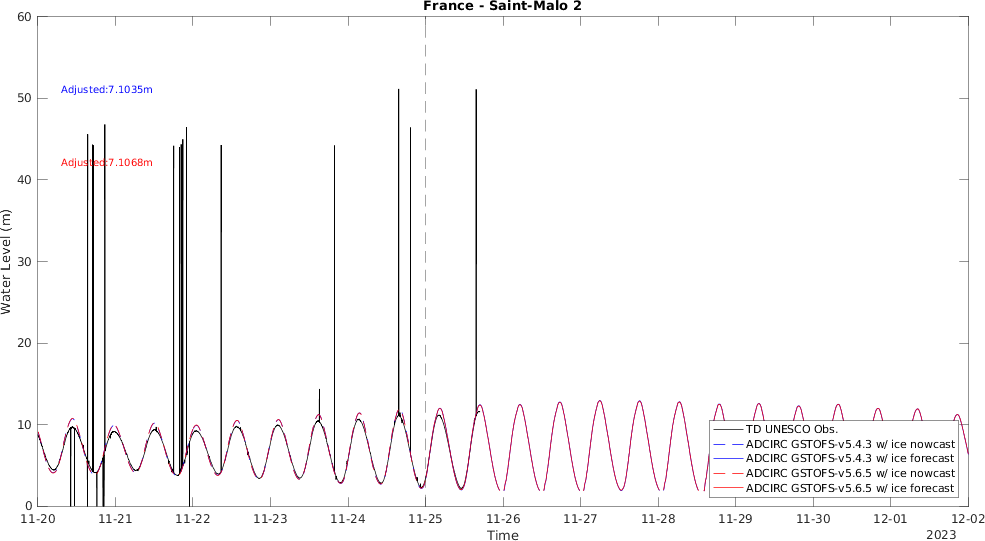 France - Saint-Malo 2
60
50
40
30
20
10
0
Water Level (m)
Adjusted:7.1035m
Adjusted:7.1068m
TD UNESCO Obs.
ADCIRC GSTOFS-v5.4.3 w/ ice nowcast
ADCIRC GSTOFS-v5.4.3 w/ ice forecast
ADCIRC GSTOFS-v5.6.5 w/ ice nowcast
ADCIRC GSTOFS-v5.6.5 w/ ice forecast
11-20 11-21 11-22 11-23 11-24 11-25 11-26 11-27 11-28 11-29 11-30 12-01 12-02
Time
2023